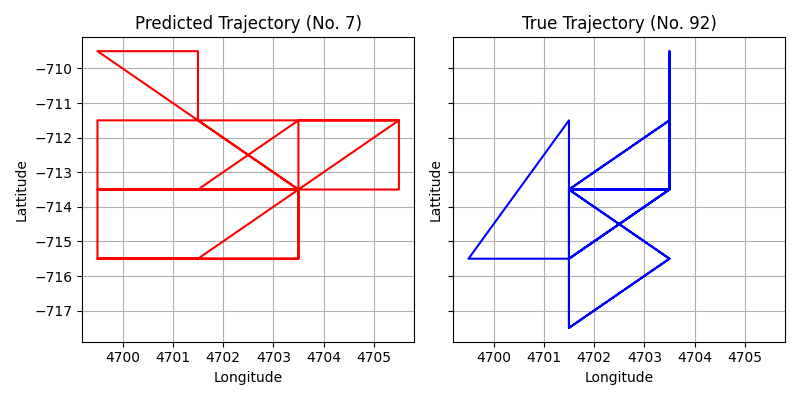 Predicted Trajectory (No. 7)
True Trajectory (No. 92)
Lattitude
−710
−711
−712
−713
−714
−715
−716
−717
4700 4701 4702 4703 4704 4705
Longitude
Lattitude
4700 4701 4702 4703 4704 4705
Longitude